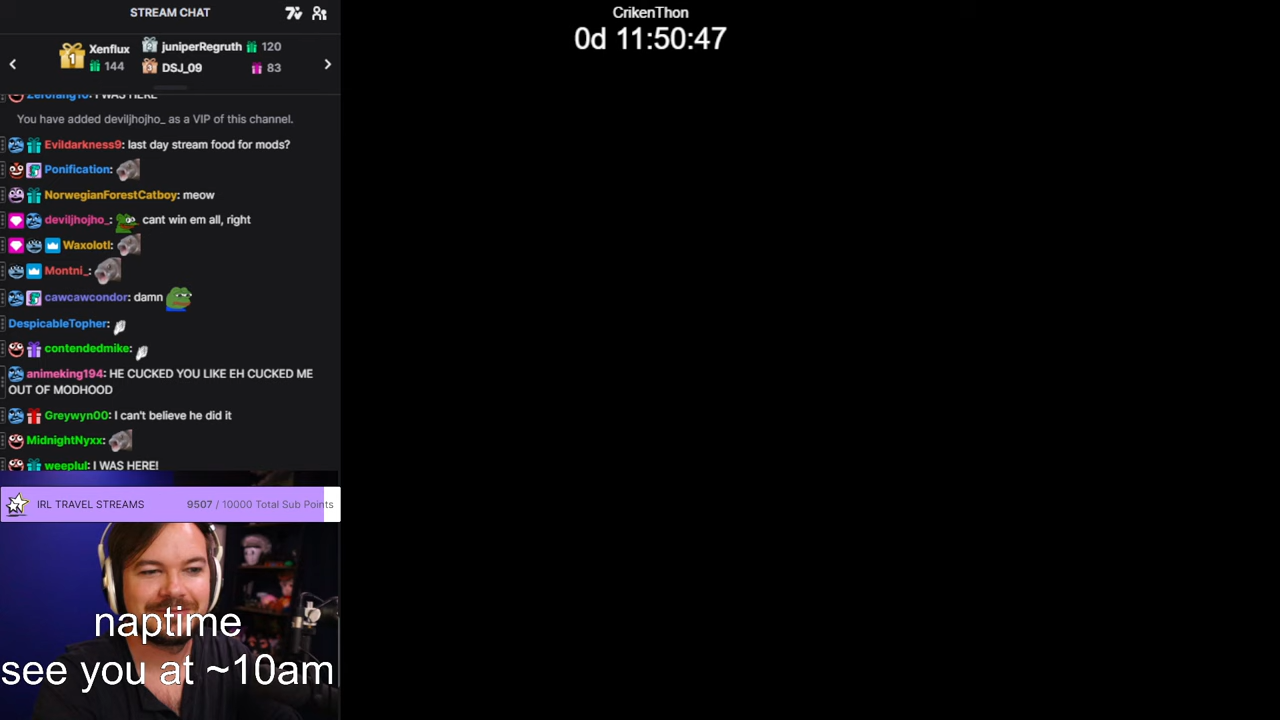 STREAM CHAT
CrikenThon
0d 11:50:47
1 Xenflux 144
2 juniperRegruth 120
3 DSJ_09 83
Zerofang10: I WAS HERE
You have added deviljhojho_ as a VIP of this channel.
Evildarkness9: last day stream food for mods?
Ponification:
NorwegianForestCatboy: meow
deviljhojho_: cant win em all, right
Waxolotl:
Montni_:
cawcawcondor: damn
DespicableTopher:
contendedmike:
animeking194: HE CUCKED YOU LIKE EH CUCKED ME
OUT OF MODHOOD
Greywyn00: I can't believe he did it
MidnightNyxx:
weeplul: I WAS HERE!
IRL TRAVEL STREAMS 9507 / 10000 Total Sub Points
naptime
see you at ~10am